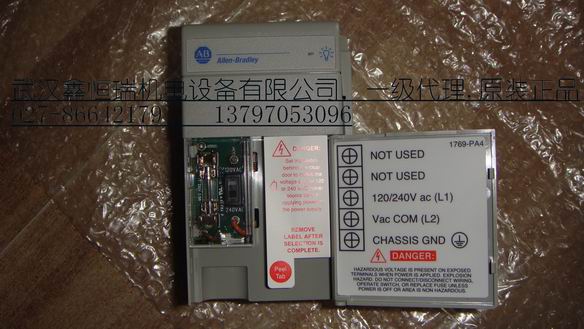 Allen-Bradley
武汉鑫恒瑞机电设备有限公司，一级代理,原装正品
027-86642179
13797053096
120VAC
240VAC
DANGER:
REMOVE
LABEL AFTER
SELECTION IS
COMPLETE.
Peel
Tab
1769-PA4
NOT USED
NOT USED
120/240V ac (L1)
Vac COM (L2)
CHASSIS GND
DANGER:
HAZARDOUS VOLTAGE IS PRESENT ON EXPOSED
TERMINALS WHEN POWER IS APPLIED. EXPLOSION
HAZARD. DO NOT CONNECT/DISCONNECT WIRING,
OPERATE SWITCH, OR REPLACE FUSE UNLESS
POWER IS OFF OR AREA IS NON HAZARDOUS.